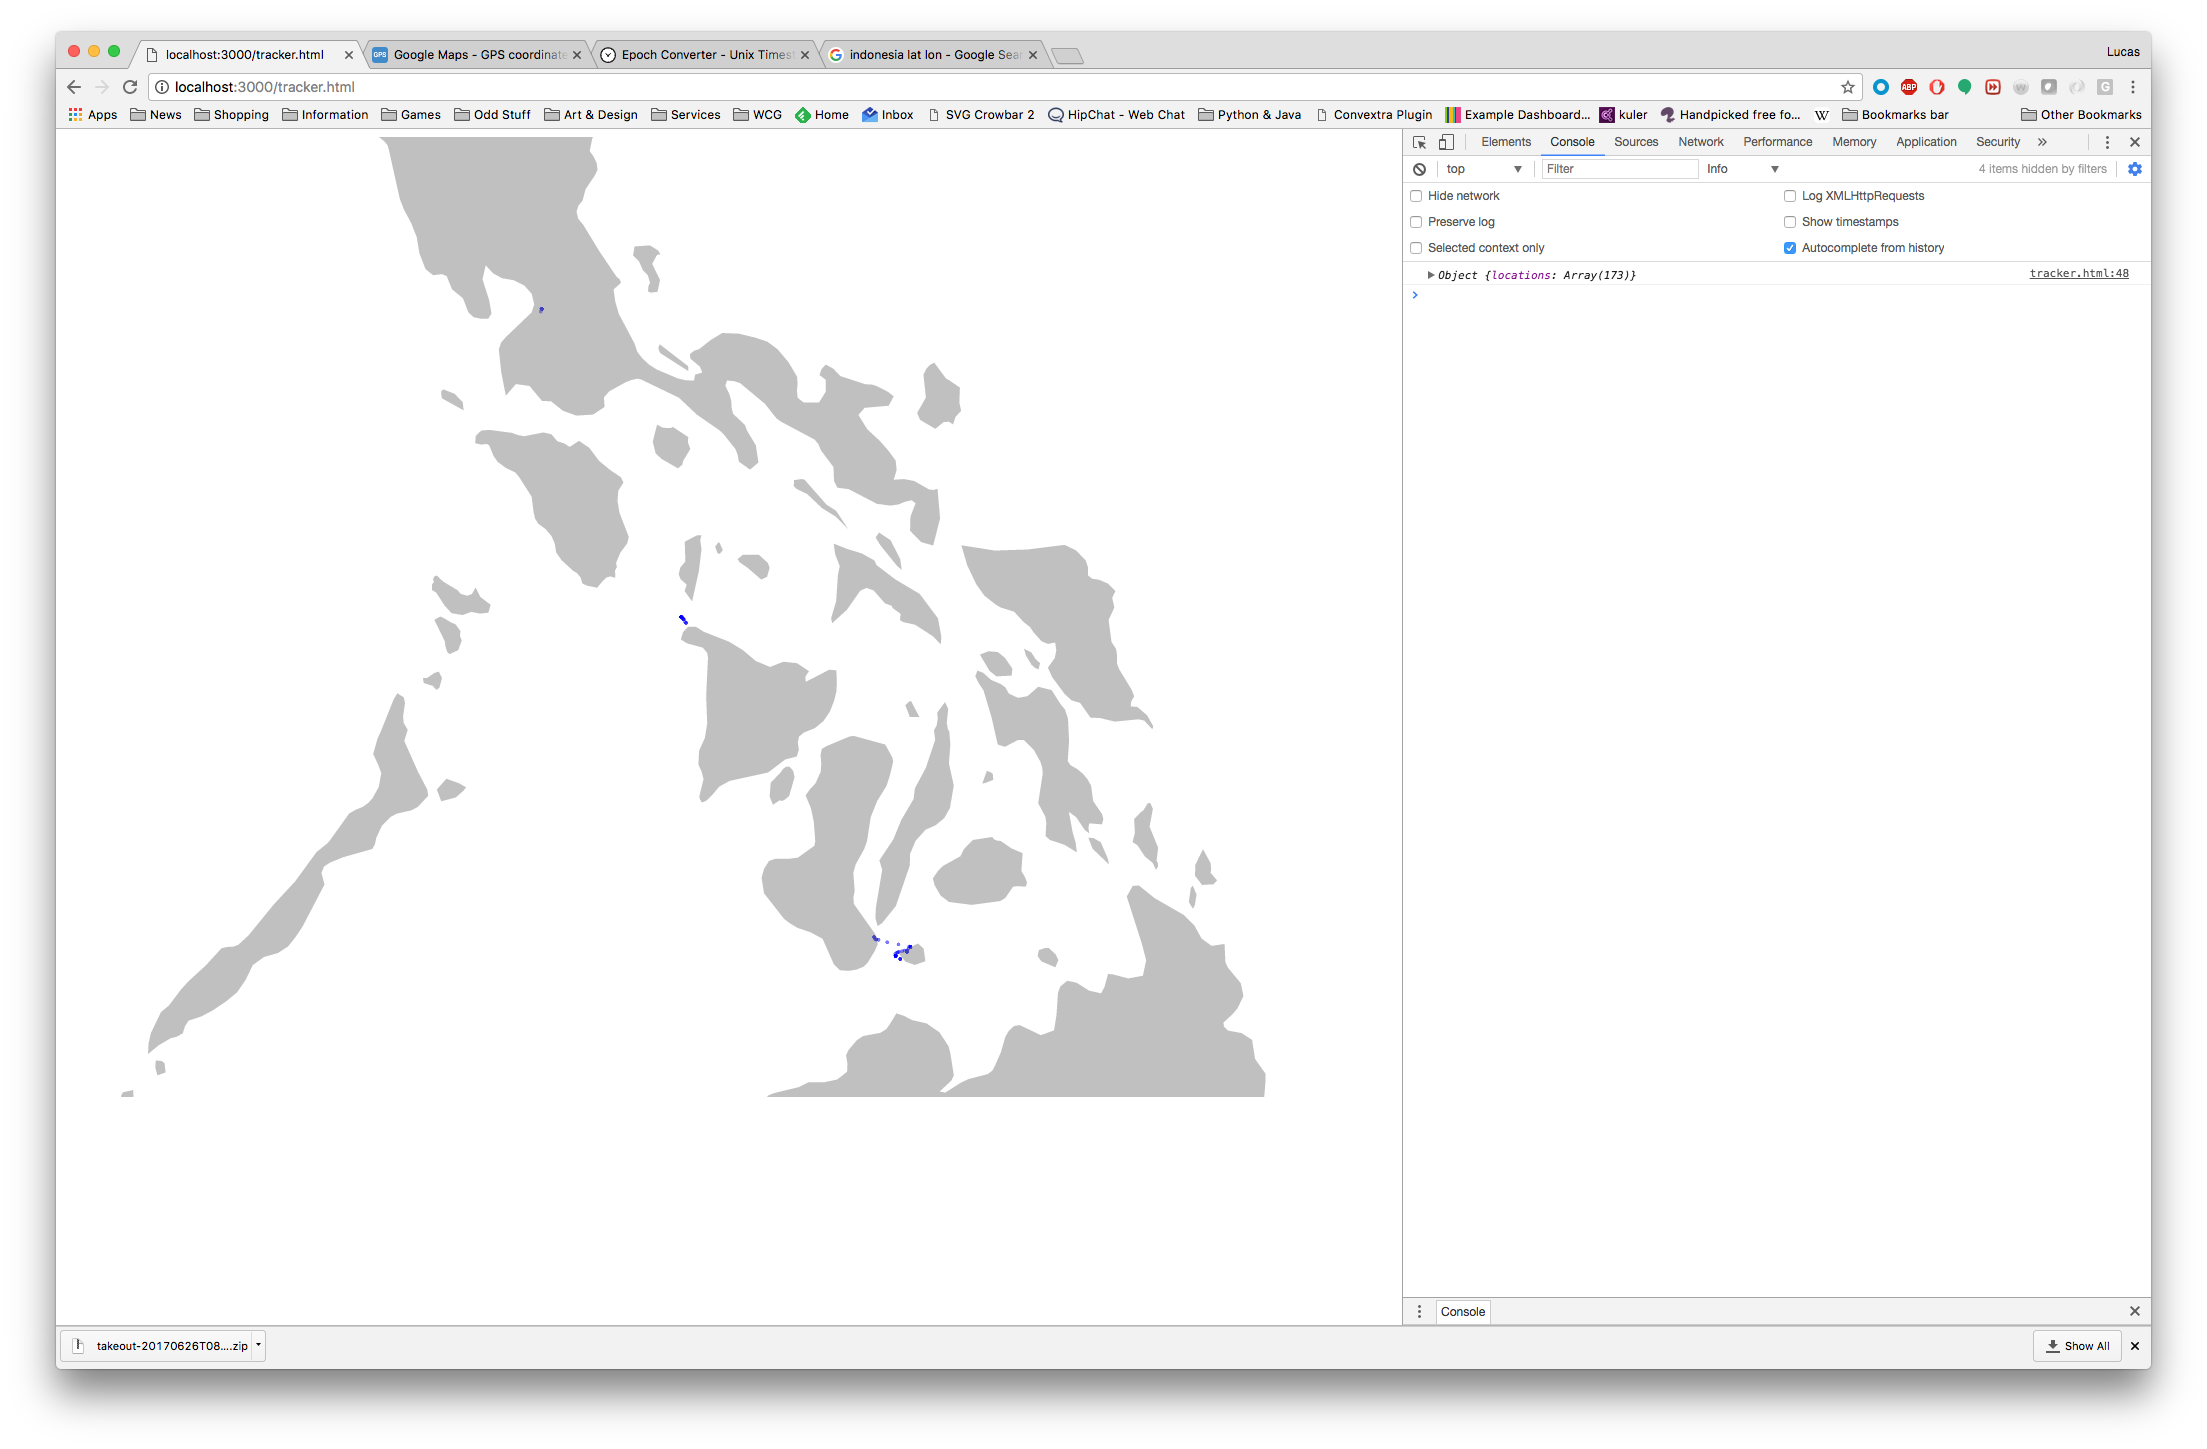 localhost:3000/tracker.html
Google Maps - GPS coordinate
Epoch Converter - Unix Timest
indonesia lat lon - Google Sea
Lucas
localhost:3000/tracker.html
ABP
Apps News Shopping Information Games Odd Stuff Art & Design Services WCG Home Inbox SVG Crowbar 2 HipChat - Web Chat Python & Java Convextra Plugin Example Dashboard... kuler Handpicked free fo... W Bookmarks bar Other Bookmarks
Elements Console Sources Network Performance Memory Application Security »
top Filter Info 4 items hidden by filters
Hide network Log XMLHttpRequests
Preserve log Show timestamps
Selected context only Autocomplete from history
Object {locations: Array(173)} tracker.html:48
Console
takeout-20170626T08....zip Show All